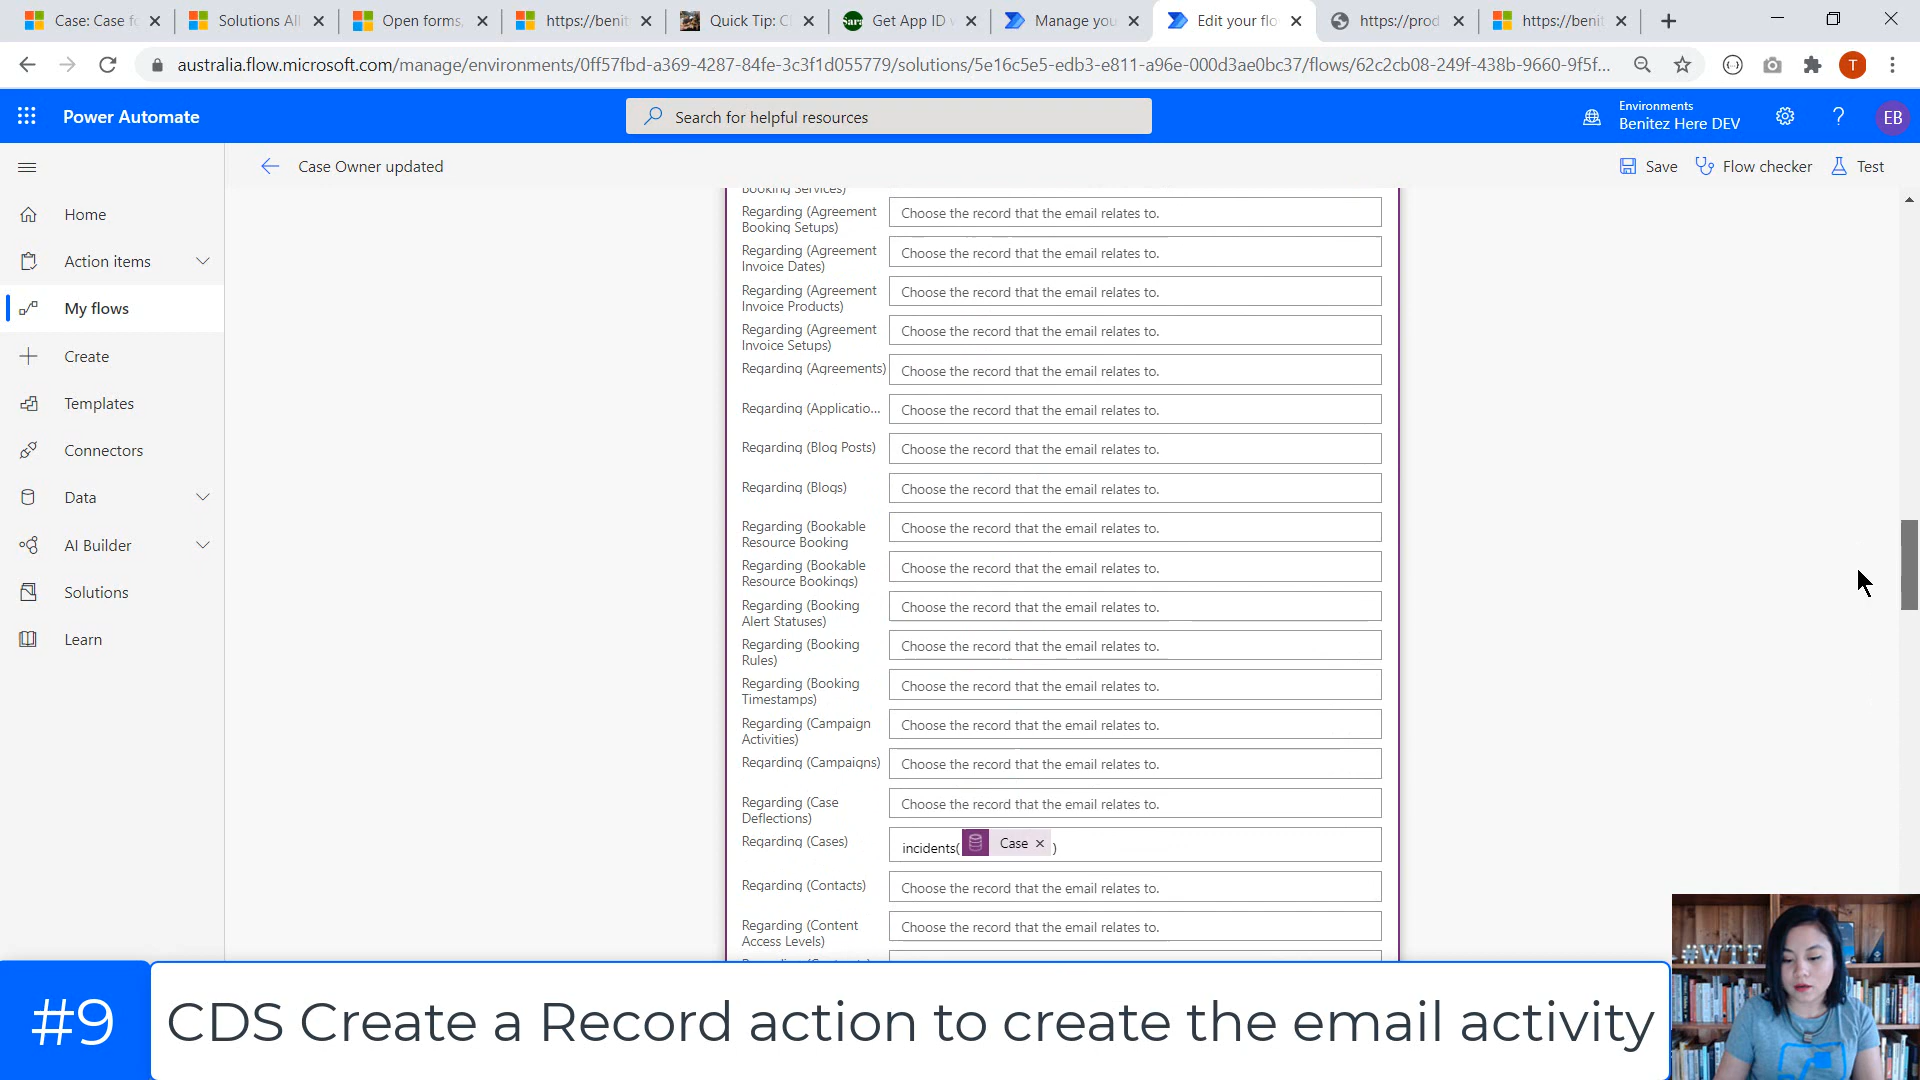 Case: Case fo
Solutions All
Open forms,
https://benit
Quick Tip: Cl
Get App ID w
Manage you
Edit your flo
https://prod
https://benit
australia.flow.microsoft.com/manage/environments/0ff57fbd-a369-4287-84fe-3c3f1d055779/solutions/5e16c5e5-edb3-e811-a96e-000d3ae0bc37/flows/62c2cb08-249f-438b-9660-9f5f...
T
Power Automate
Search for helpful resources
Environments
Benitez Here DEV
EB
Case Owner updated
Save
Flow checker
Test
Home
Action items
My flows
Create
Templates
Connectors
Data
AI Builder
Solutions
Learn
Booking Services)
Regarding (Agreement
Booking Setups)
Choose the record that the email relates to.
Regarding (Agreement
Invoice Dates)
Choose the record that the email relates to.
Regarding (Agreement
Invoice Products)
Choose the record that the email relates to.
Regarding (Agreement
Invoice Setups)
Choose the record that the email relates to.
Regarding (Agreements)
Choose the record that the email relates to.
Regarding (Applicatio...
Choose the record that the email relates to.
Regarding (Blog Posts)
Choose the record that the email relates to.
Regarding (Blogs)
Choose the record that the email relates to.
Regarding (Bookable
Resource Booking
Choose the record that the email relates to.
Regarding (Bookable
Resource Bookings)
Choose the record that the email relates to.
Regarding (Booking
Alert Statuses)
Choose the record that the email relates to.
Regarding (Booking
Rules)
Choose the record that the email relates to.
Regarding (Booking
Timestamps)
Choose the record that the email relates to.
Regarding (Campaign
Activities)
Choose the record that the email relates to.
Regarding (Campaigns)
Choose the record that the email relates to.
Regarding (Case
Deflections)
Choose the record that the email relates to.
Regarding (Cases)
incidents( Case × )
Regarding (Contacts)
Choose the record that the email relates to.
Regarding (Content
Access Levels)
Choose the record that the email relates to.
#WTF
#9
CDS Create a Record action to create the email activity